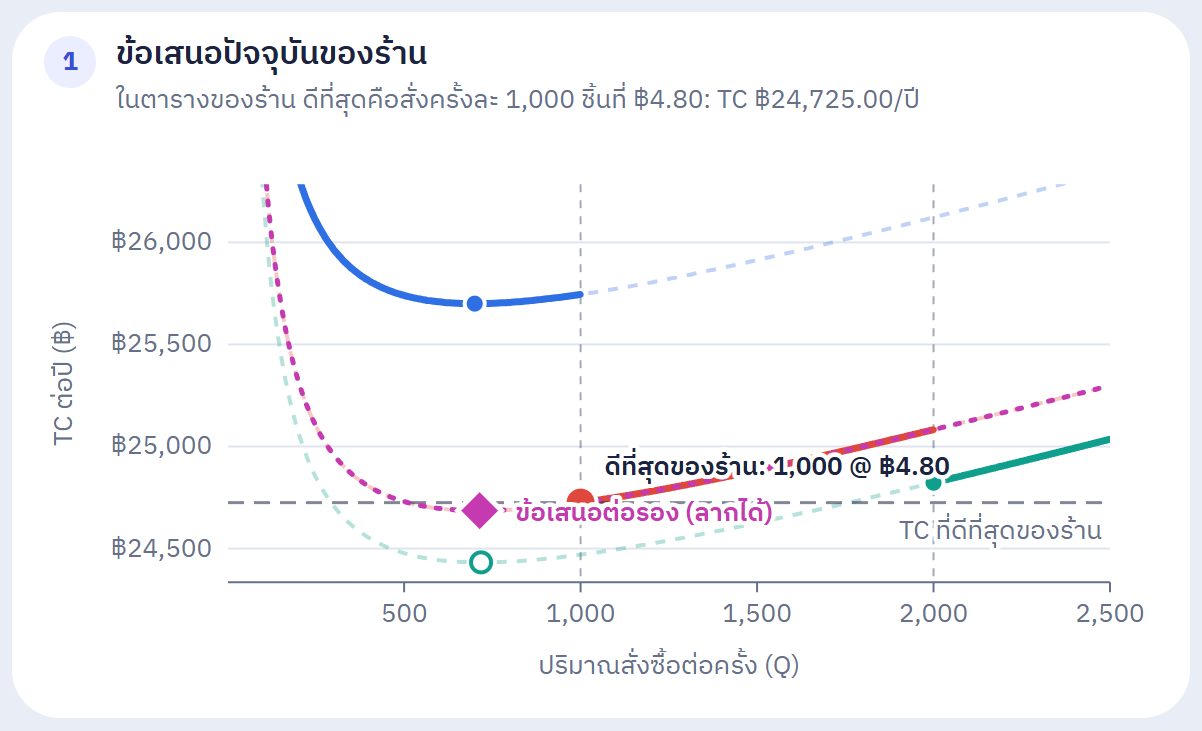 1
ข้อเสนอปัจจุบันของร้าน
ในตารางของร้าน ดีที่สุดคือสั่งครั้งละ 1,000 ชิ้นที่ ฿4.80: TC ฿24,725.00/ปี
฿26,000
฿25,500
฿25,000
฿24,500
TC ต่อปี (฿)
ดีที่สุดของร้าน: 1,000 @ ฿4.80
ข้อเสนอต่อรอง (ลากได้)
TC ที่ดีที่สุดของร้าน
500
1,000
1,500
2,000
2,500
ปริมาณสั่งซื้อต่อครั้ง (Q)